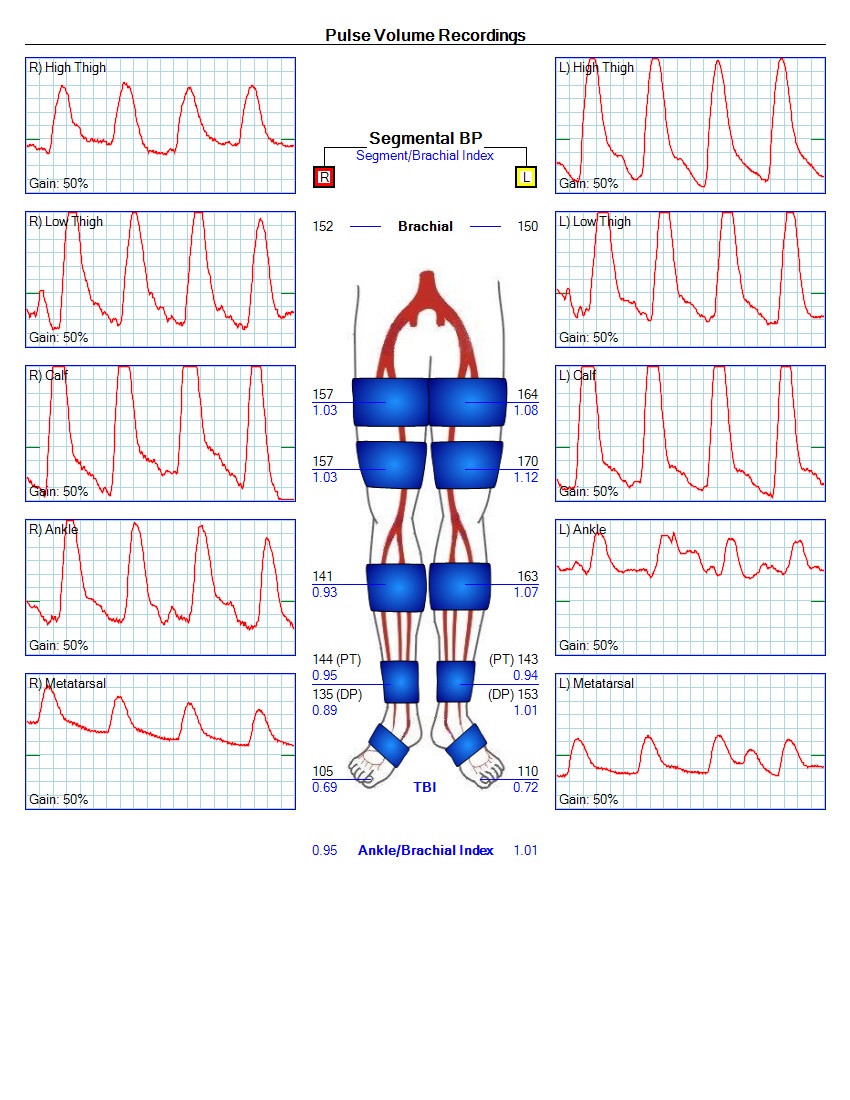 Pulse Volume Recordings
R) High Thigh
Gain: 50%
L) High Thigh
Gain: 50%
Segmental BP
Segment/Brachial Index
R
L
152 Brachial 150
R) Low Thigh
Gain: 50%
L) Low Thigh
Gain: 50%
157
1.03
164
1.08
R) Calf
Gain: 50%
L) Calf
Gain: 50%
157
1.03
170
1.12
R) Ankle
Gain: 50%
L) Ankle
Gain: 50%
141
0.93
163
1.07
R) Metatarsal
Gain: 50%
L) Metatarsal
Gain: 50%
144 (PT)
0.95
135 (DP)
0.89
(PT) 143
0.94
(DP) 153
1.01
105
0.69
TBI
110
0.72
0.95 Ankle/Brachial Index 1.01